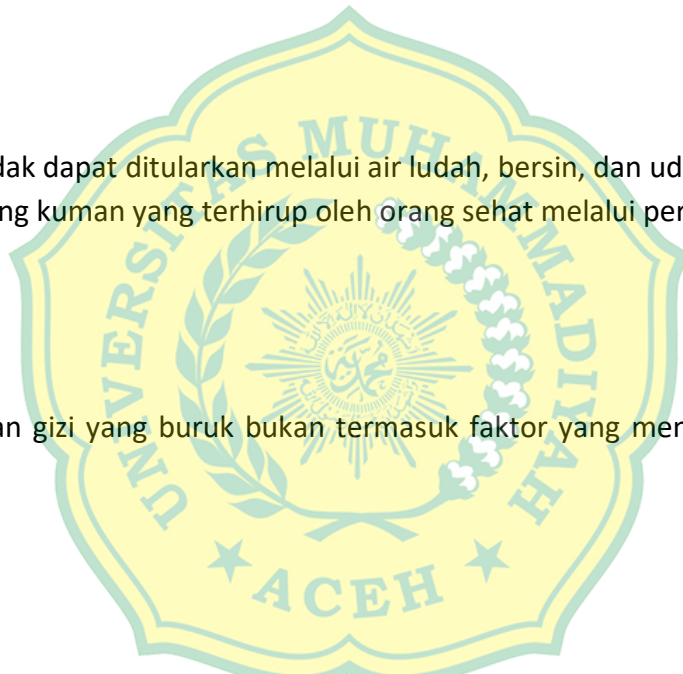 dak dapat ditularkan melalui air ludah, bersin, dan ud
ng kuman yang terhirup oleh orang sehat melalui per
an gizi yang buruk bukan termasuk faktor yang mer
UNIVERSITAS MUHAMMADIYAH
ACEH